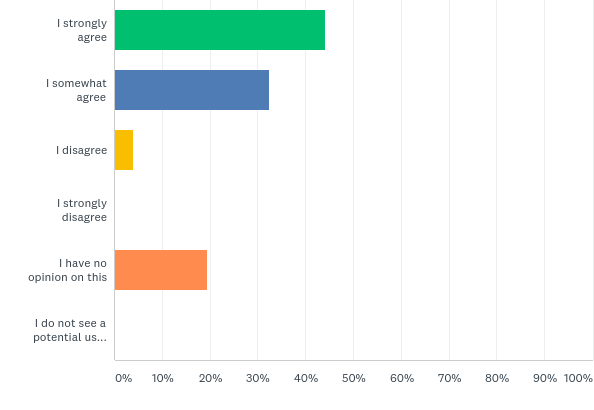 I strongly
agree
I somewhat
agree
I disagree
I strongly
disagree
I have no
opinion on this
I do not see a
potential us...
0% 10% 20% 30% 40% 50% 60% 70% 80% 90% 100%